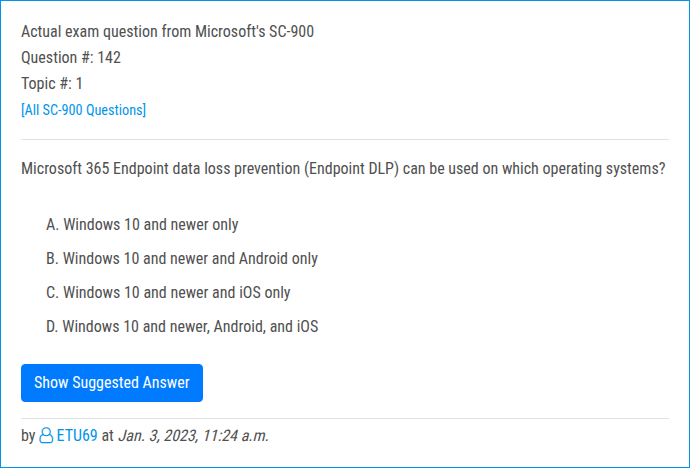 Actual exam question from Microsoft's SC-900
Question #: 142
Topic #: 1
[All SC-900 Questions]
Microsoft 365 Endpoint data loss prevention (Endpoint DLP) can be used on which operating systems?
A. Windows 10 and newer only
B. Windows 10 and newer and Android only
C. Windows 10 and newer and iOS only
D. Windows 10 and newer, Android, and iOS
Show Suggested Answer
by ETU69 at Jan. 3, 2023, 11:24 a.m.